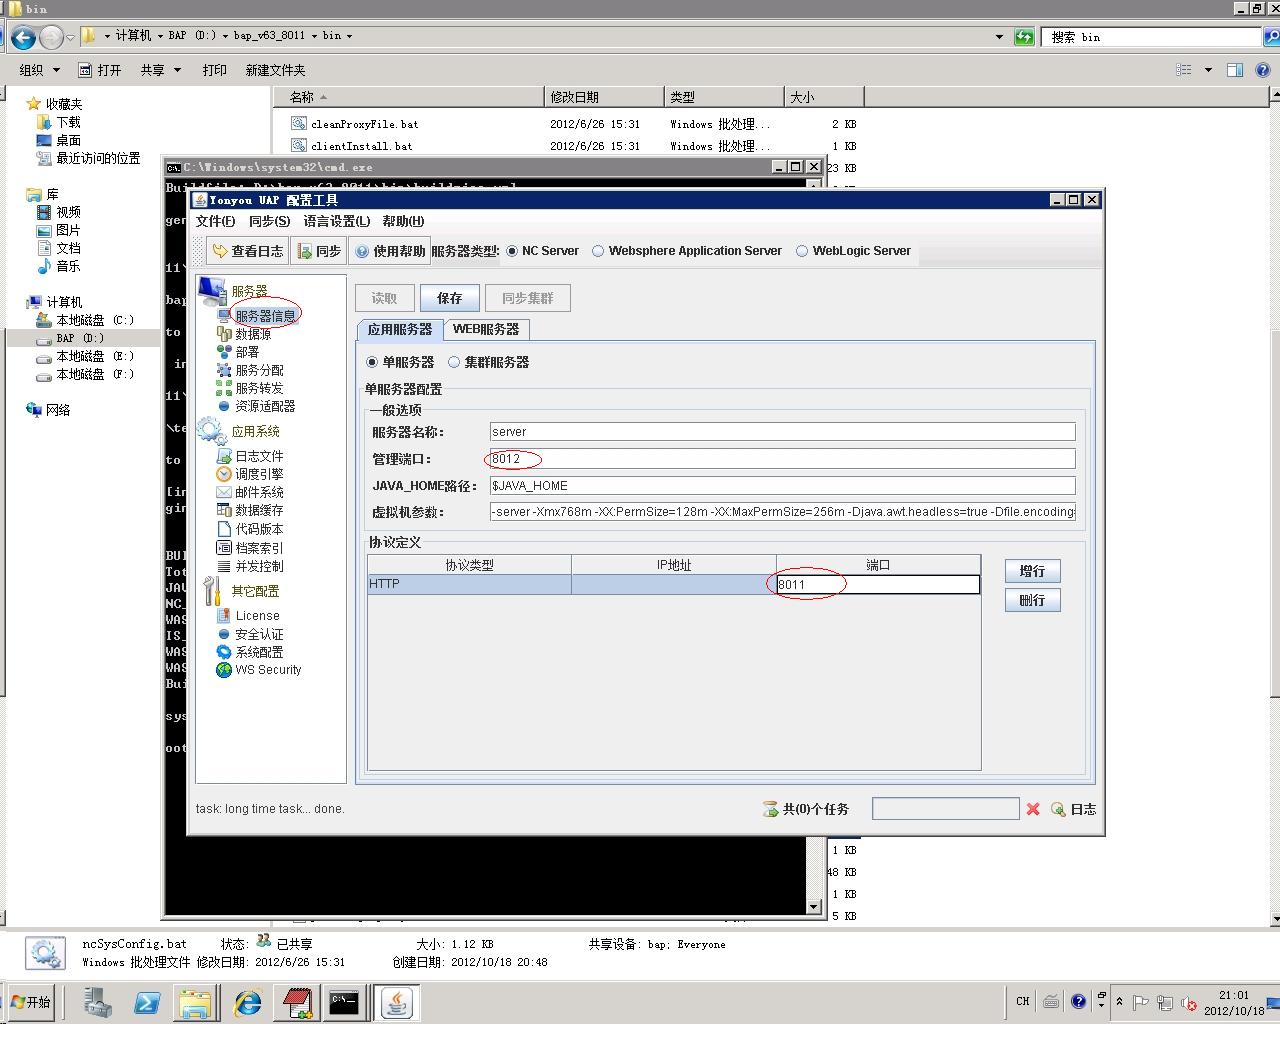 bin
计算机 ▸ BAP (D:) ▸ bap_v63_8011 ▸ bin ▸
搜索 bin
组织 打开 共享 打印 新建文件夹
名称 修改日期 类型 大小
收藏夹
下载
桌面
最近访问的位置
库
视频
图片
文档
音乐
计算机
本地磁盘 (C:)
BAP (D:)
本地磁盘 (E:)
本地磁盘 (F:)
网络
cleanProxyFile.bat 2012/6/26 15:31 Windows 批处理... 2 KB
clientInstall.bat 2012/6/26 15:31 Windows 批处理... 1 KB
23 KB
C:\Windows\system32\cmd.exe
ger
11\
bap
to
in
11\
\te
to
[in
gin
BUI
Tot
JAV
NC_
WAS
IS_
WAS
WAS
Bui
sys
oot
Yonyou UAP 配置工具
文件(F) 同步(S) 语言设置(L) 帮助(H)
查看日志 同步 使用帮助 服务器类型: NC Server Websphere Application Server WebLogic Server
服务器
服务器信息
数据源
部署
服务分配
服务转发
资源适配器
应用系统
日志文件
调度引擎
邮件系统
数据缓存
代码版本
档案索引
并发控制
其它配置
License
安全认证
系统配置
WS Security
读取 保存 同步集群
应用服务器 WEB服务器
单服务器 集群服务器
单服务器配置
一般选项
服务器名称: server
管理端口: 8012
JAVA_HOME路径: $JAVA_HOME
虚拟机参数: -server -Xmx768m -XX:PermSize=128m -XX:MaxPermSize=256m -Djava.awt.headless=true -Dfile.encoding=
协议定义
协议类型 IP地址 端口
HTTP 8011
增行
删行
task: long time task... done.
共(0)个任务 日志
1 KB
48 KB
1 KB
5 KB
ncSysConfig.bat 状态: 已共享 大小: 1.12 KB 共享设备: bap; Everyone
Windows 批处理文件 修改日期: 2012/6/26 15:31 创建日期: 2012/10/18 20:48
开始
CH
21:01
2012/10/18